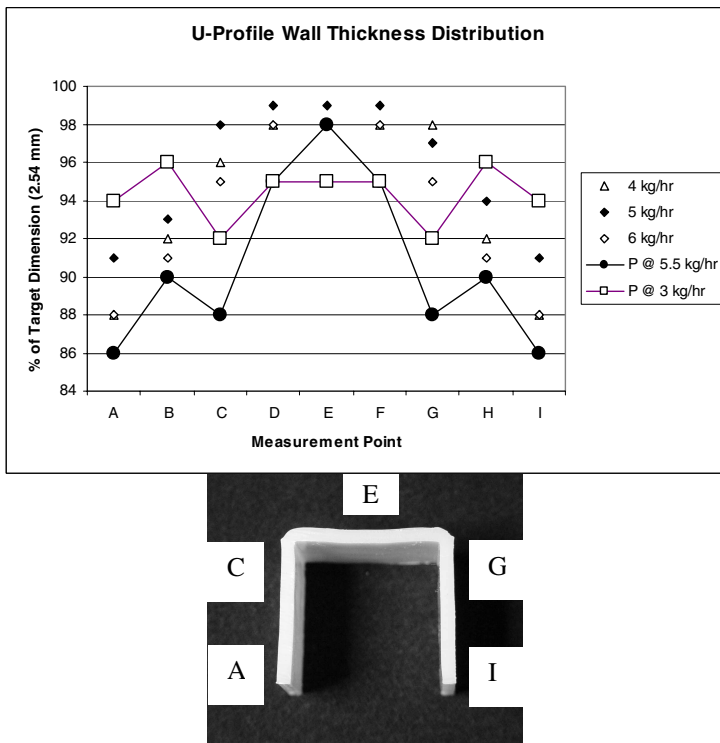 U-Profile Wall Thickness Distribution
100
98
96
94
92
90
88
86
84
% of Target Dimension (2.54 mm)
A B C D E F G H I
Measurement Point
4 kg/hr
5 kg/hr
6 kg/hr
P @ 5.5 kg/hr
P @ 3 kg/hr
E
C G
A I